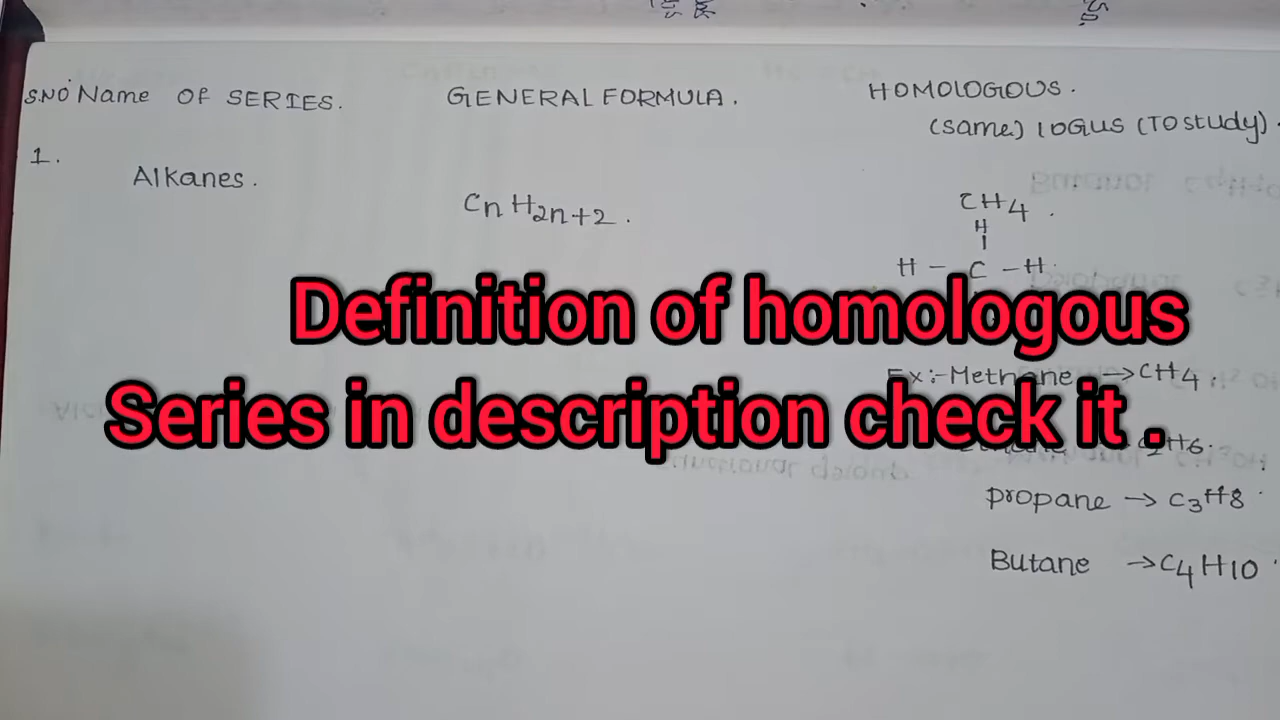 S.NO Name OF SERIES. GENERAL FORMULA. HOMOLOGOUS.
(same) lOGUS (TO study).
1.
Alkanes.
CnH2n+2.
CH4.
H
H – C – H.
Definition of homologous
Ex:- Methane → CH4.
Series in description check it .
C2H6.
propane → C3H8.
Butane → C4H10.